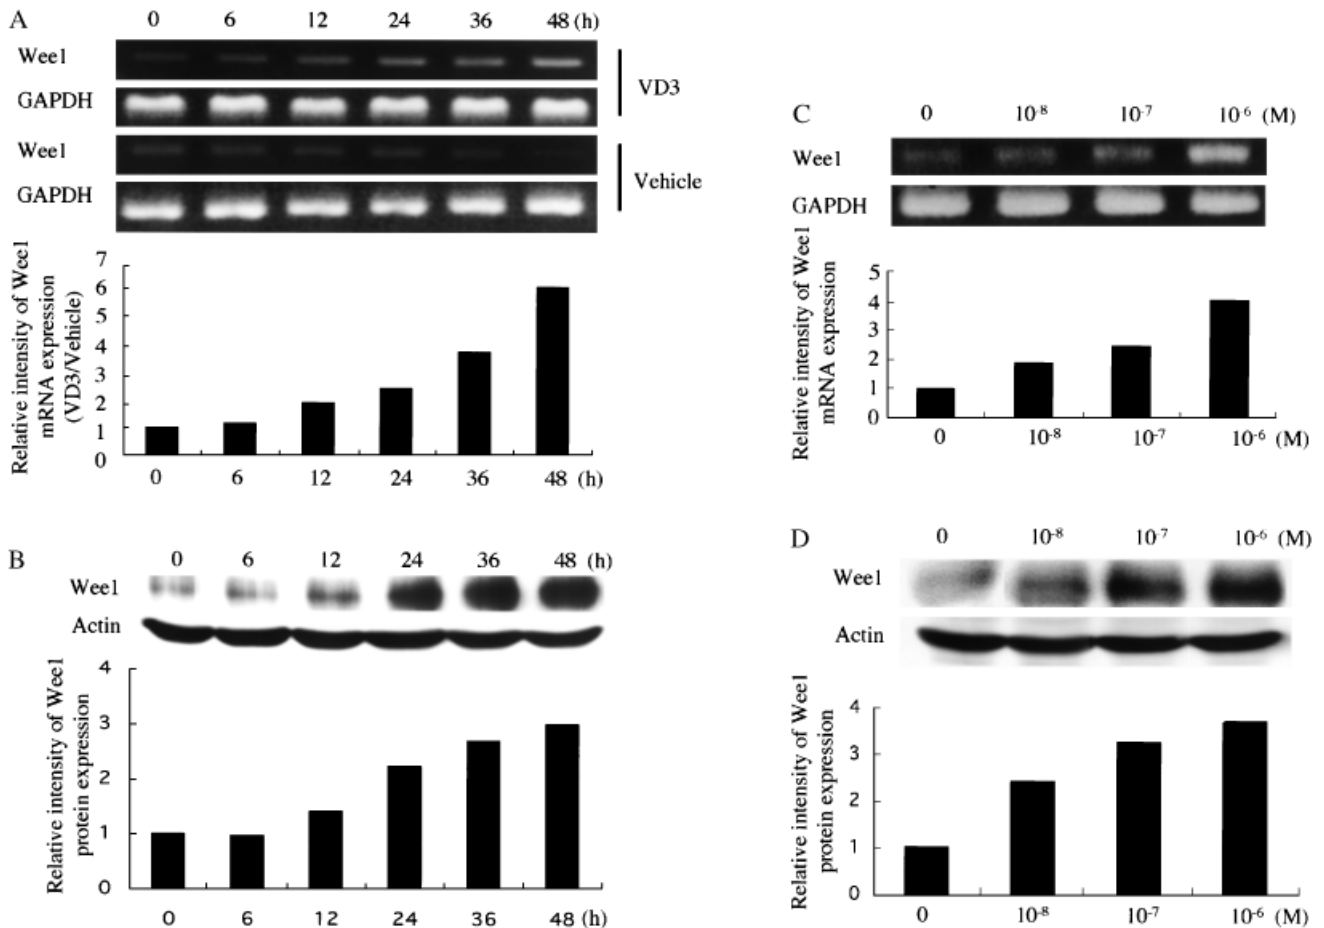 A
0 6 12 24 36 48 (h)
Wee1
GAPDH
VD3
Wee1
GAPDH
Vehicle
Relative intensity of Wee1
mRNA expression
(VD3/Vehicle)
7
6
5
4
3
2
1
0
0 6 12 24 36 48 (h)
B
0 6 12 24 36 48 (h)
Wee1
Actin
Relative intensity of Wee1
protein expression
4
3
2
1
0
0 6 12 24 36 48 (h)
C
0 10⁻⁸ 10⁻⁷ 10⁻⁶ (M)
Wee1
GAPDH
Relative intensity of Wee1
mRNA expression
5
4
3
2
1
0
0 10⁻⁸ 10⁻⁷ 10⁻⁶ (M)
D
0 10⁻⁸ 10⁻⁷ 10⁻⁶ (M)
Wee1
Actin
Relative intensity of Wee1
protein expression
4
3
2
1
0
0 10⁻⁸ 10⁻⁷ 10⁻⁶ (M)